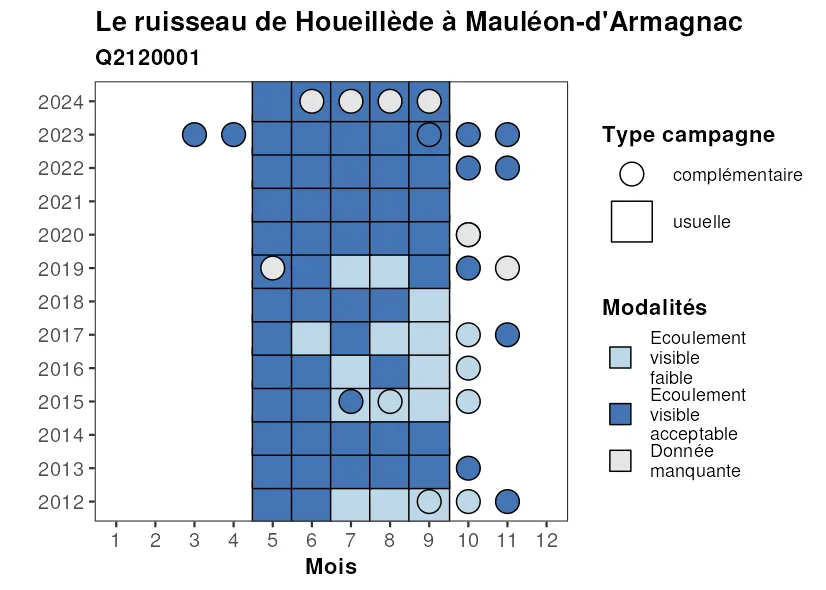 Le ruisseau de Houeillède à Mauléon-d'Armagnac
Q2120001
2024
2023
2022
2021
2020
2019
2018
2017
2016
2015
2014
2013
2012
1 2 3 4 5 6 7 8 9 10 11 12
Mois
Type campagne
complémentaire
usuelle
Modalités
Ecoulement
visible
faible
Ecoulement
visible
acceptable
Donnée
manquante